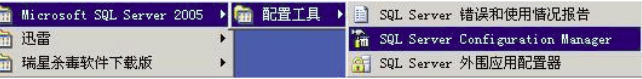 Microsoft SQL Server 2005
迅雷
瑞星杀毒软件下载版
配置工具
SQL Server 错误和使用情况报告
SQL Server Configuration Manager
SQL Server 外围应用配置器